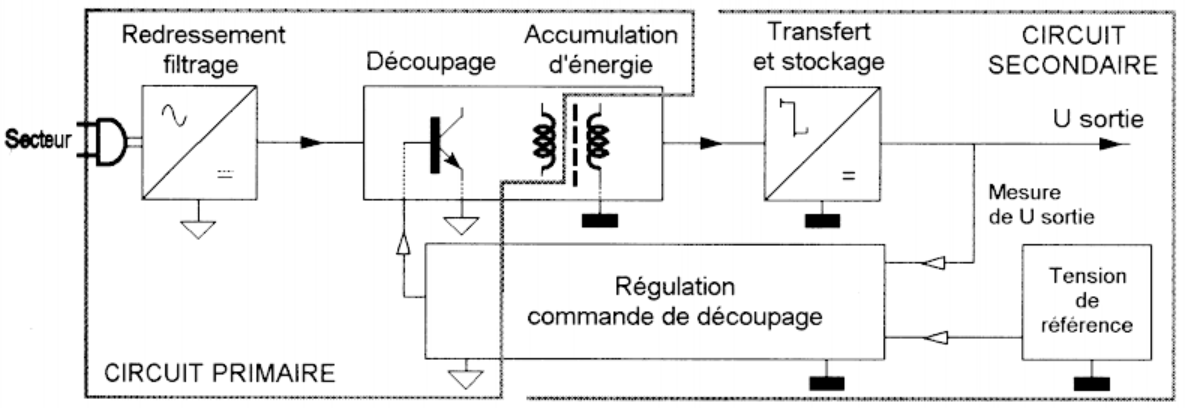 Redressement
filtrage
Découpage
Accumulation
d'énergie
Transfert
et stockage
CIRCUIT
SECONDAIRE
Secteur
U sortie
Mesure
de U sortie
Régulation
commande de découpage
Tension
de
référence
CIRCUIT PRIMAIRE